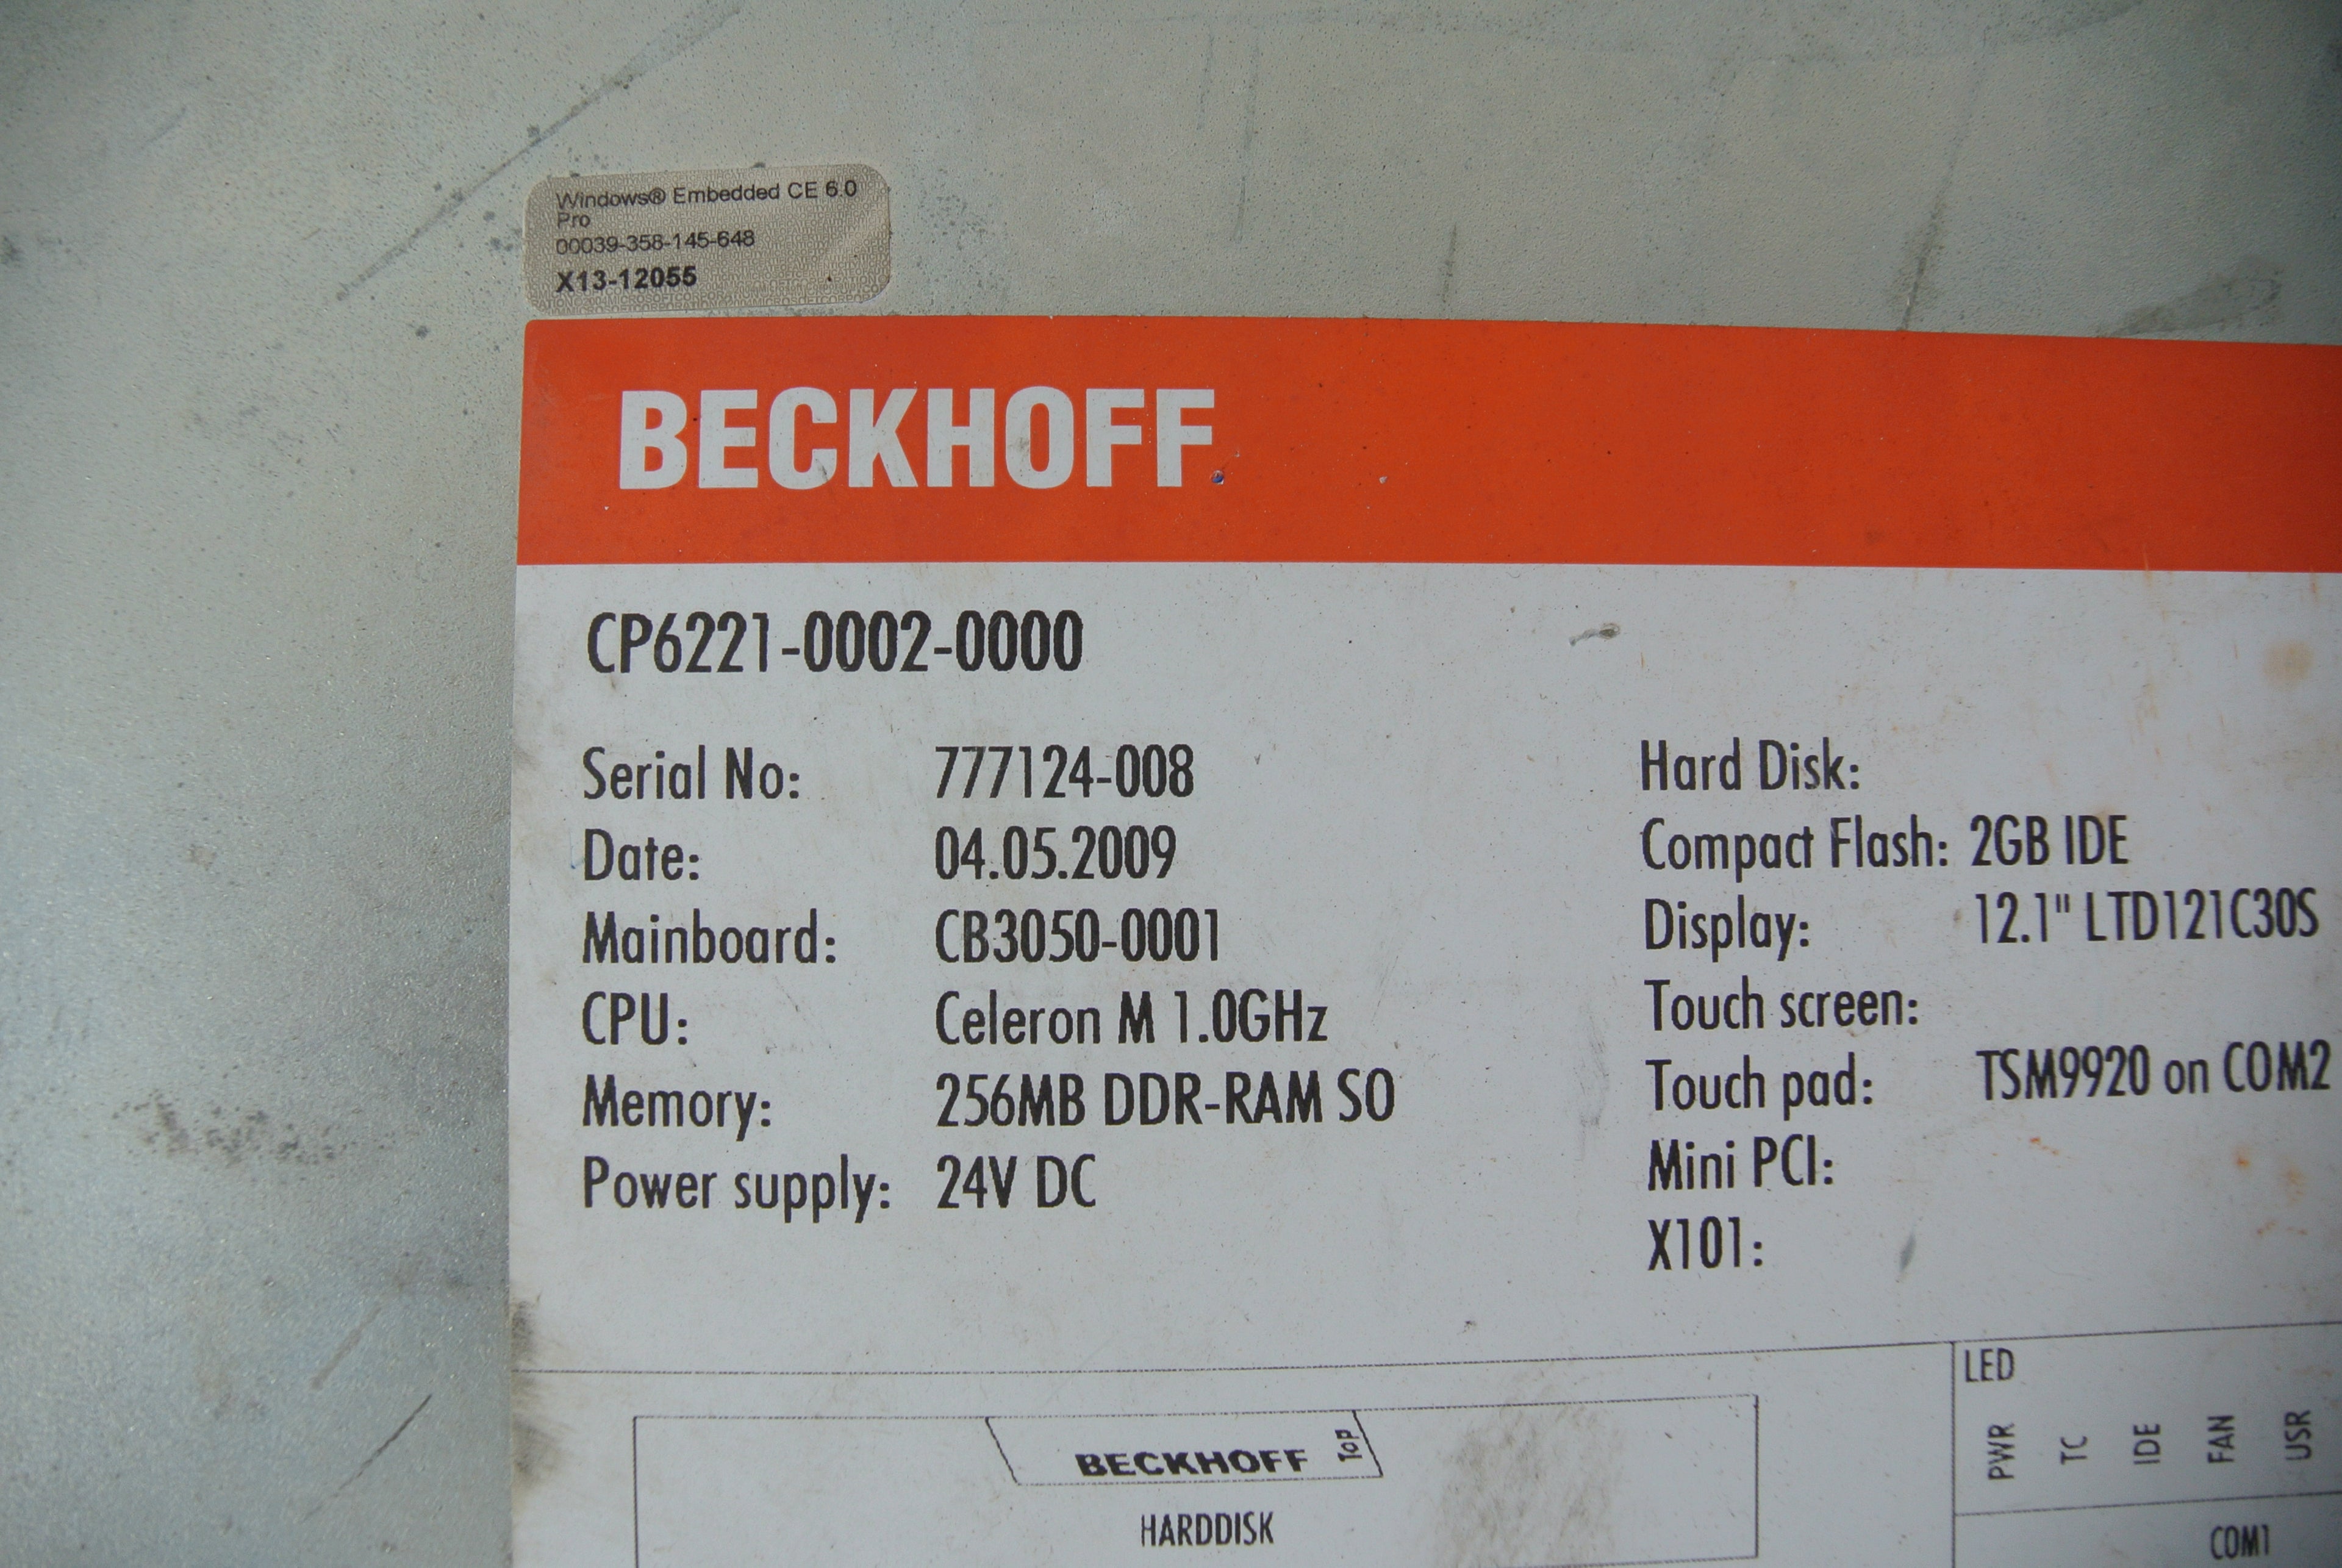 Windows® Embedded CE 6.0
Pro
00039-358-145-648
X13-12055
BECKHOFF
CP6221-0002-0000
Serial No: 777124-008
Date: 04.05.2009
Mainboard: CB3050-0001
CPU: Celeron M 1.0GHz
Memory: 256MB DDR-RAM SO
Power supply: 24V DC
Hard Disk:
Compact Flash: 2GB IDE
Display: 12.1" LTD121C30S
Touch screen:
Touch pad: TSM9920 on COM2
Mini PCI:
X101:
BECKHOFF
Top
HARDDISK
LED
PWR
TC
IDE
FAN
USR
COM1